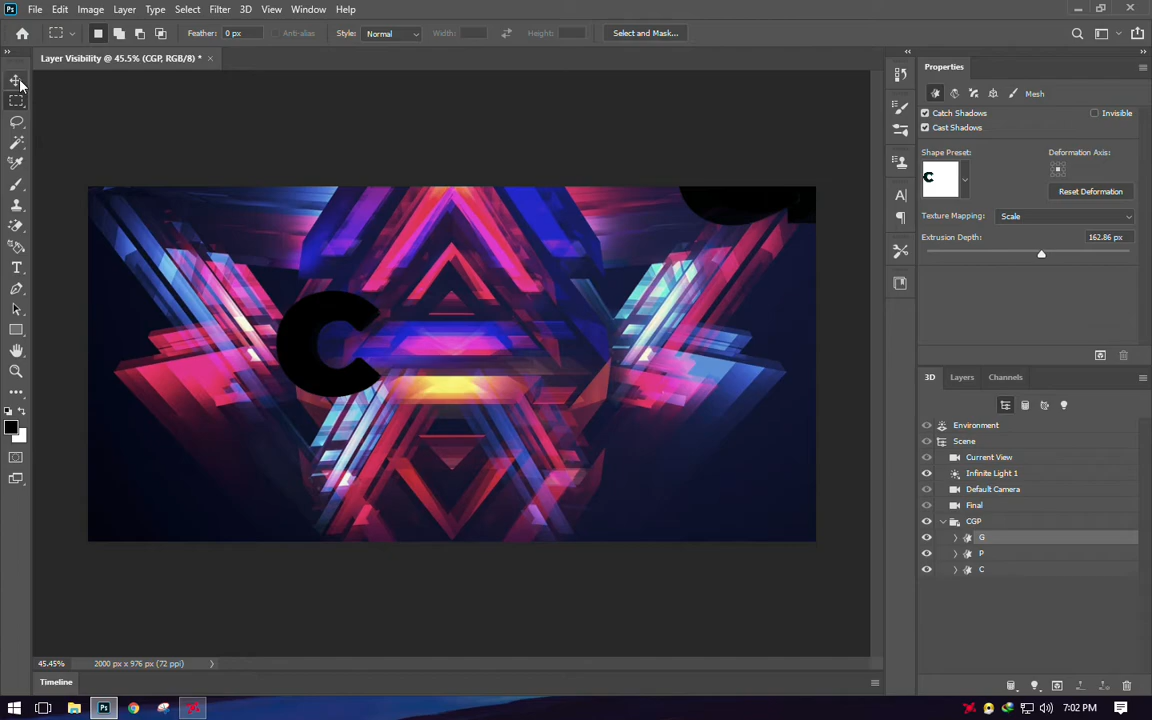 Ps File Edit Image Layer Type Select Filter 3D View Window Help
Feather: 0 px Anti-alias Style: Normal Width: Height: Select and Mask...
Layer Visibility @ 45.5% (CGP, RGB/8) *
Properties
Mesh
Catch Shadows Invisible
Cast Shadows
Shape Preset: Deformation Axis:
C
Reset Deformation
Texture Mapping: Scale
Extrusion Depth: 162.86 px
C
3D Layers Channels
Environment
Scene
Current View
Infinite Light 1
Default Camera
Final
CGP
G
P
C
45.45% 2000 px x 976 px (72 ppi)
Timeline
Ps 7:02 PM